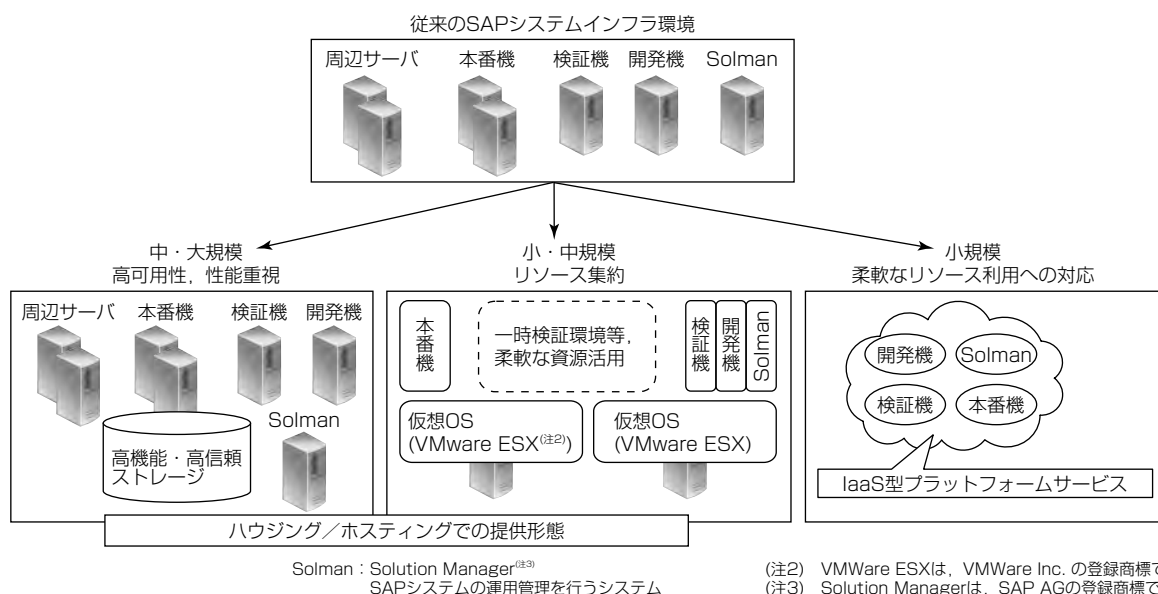 従来のSAPシステムインフラ環境
周辺サーバ 本番機 検証機 開発機 Solman
中・大規模
高可用性，性能重視
周辺サーバ 本番機 検証機 開発機
Solman
高機能・高信頼
ストレージ
小・中規模
リソース集約
本番機
一時検証環境等，
柔軟な資源活用
検証機
開発機
Solman
仮想OS
(VMware ESX(注2))
仮想OS
(VMware ESX)
ハウジング／ホスティングでの提供形態
小規模
柔軟なリソース利用への対応
開発機 Solman
検証機 本番機
IaaS型プラットフォームサービス
Solman：Solution Manager(注3)
SAPシステムの運用管理を行うシステム
(注2) VMWare ESXは，VMWare Inc. の登録商標で
(注3) Solution Managerは，SAP AGの登録商標で